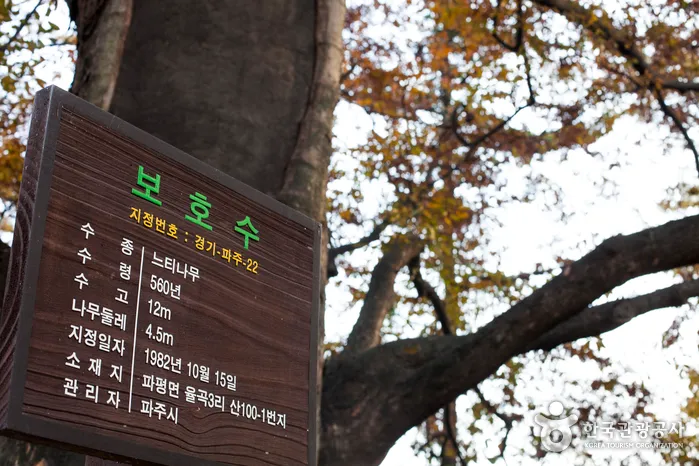 보호수
지정번호 : 경기-파주-22
수 종 느티나무
수 령 560년
수 고 12m
나무둘레 4.5m
지정일자 1982년 10월 15일
소 재 지 파평면 율곡3리 산100-1번지
관 리 자 파주시
한국관광공사
KOREA TOURISM ORGANIZATION